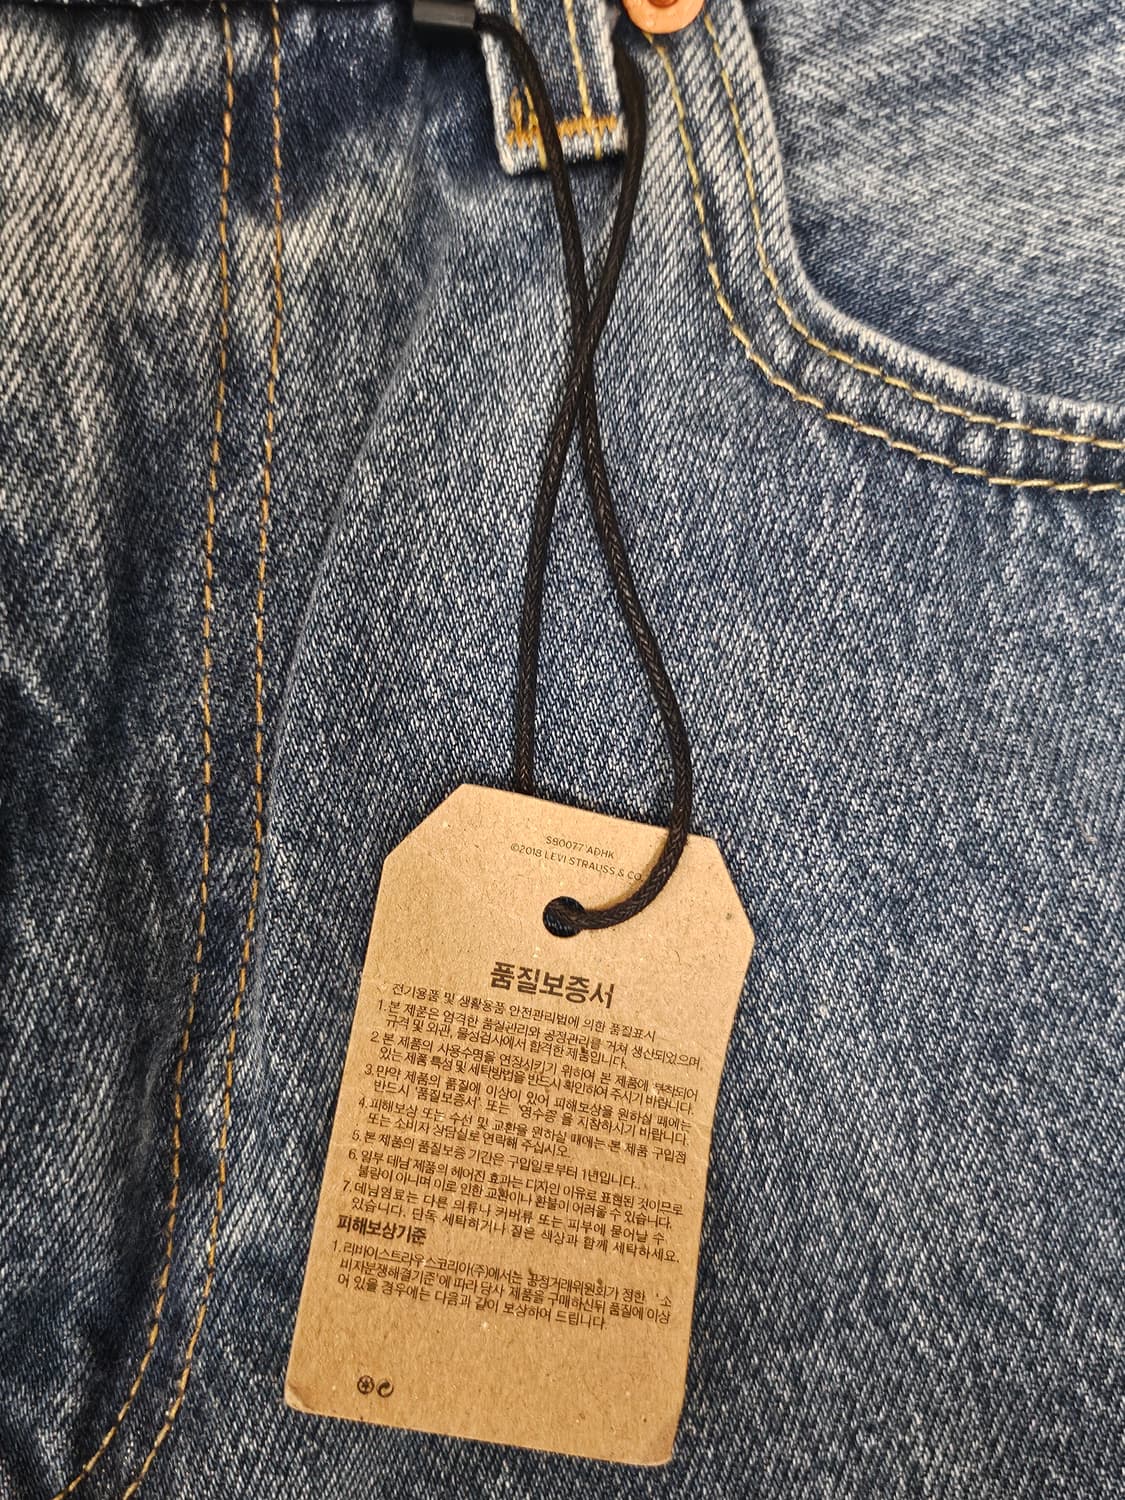 S80077 ADHK
©2018 LEVI STRAUSS & CO.
품질보증서
전기용품 및 생활용품 안전관리법에 의한 품질표시
1. 본 제품은 엄격한 품질관리와 공정관리를 거쳐 생산되었으며,
규격 및 외관, 물성검사에서 합격한 제품입니다.
2. 본 제품의 사용수명을 연장시키기 위하여 본 제품에 부착되어
있는 제품 특성 및 세탁방법을 반드시 확인하여 주시기 바랍니다.
3. 만약 제품의 품질에 이상이 있어 피해보상을 원하실 때에는
반드시 '품질보증서' 또는 '영수증'을 지참하시기 바랍니다.
4. 피해보상 또는 수선 및 교환을 원하실 때에는 본 제품 구입점
또는 소비자 상담실로 연락해 주십시오.
5. 본 제품의 품질보증 기간은 구입일로부터 1년입니다.
6. 일부 데님 제품의 헤어진 효과는 디자인 이유로 표현된 것이므로
불량이 아니며 이로 인한 교환이나 환불이 어려울 수 있습니다.
7. 데님염료는 다른 의류나 커버류 또는 피부에 묻어날 수
있습니다. 단독 세탁하거나 짙은 색상과 함께 세탁하세요.
피해보상기준
1. 리바이스트라우스코리아(주)에서는 공정거래위원회가 정한 '소
비자분쟁해결기준'에 따라 당사 제품을 구매하신뒤 품질에 이상
이 있을 경우에는 다음과 같이 보상하여 드립니다.